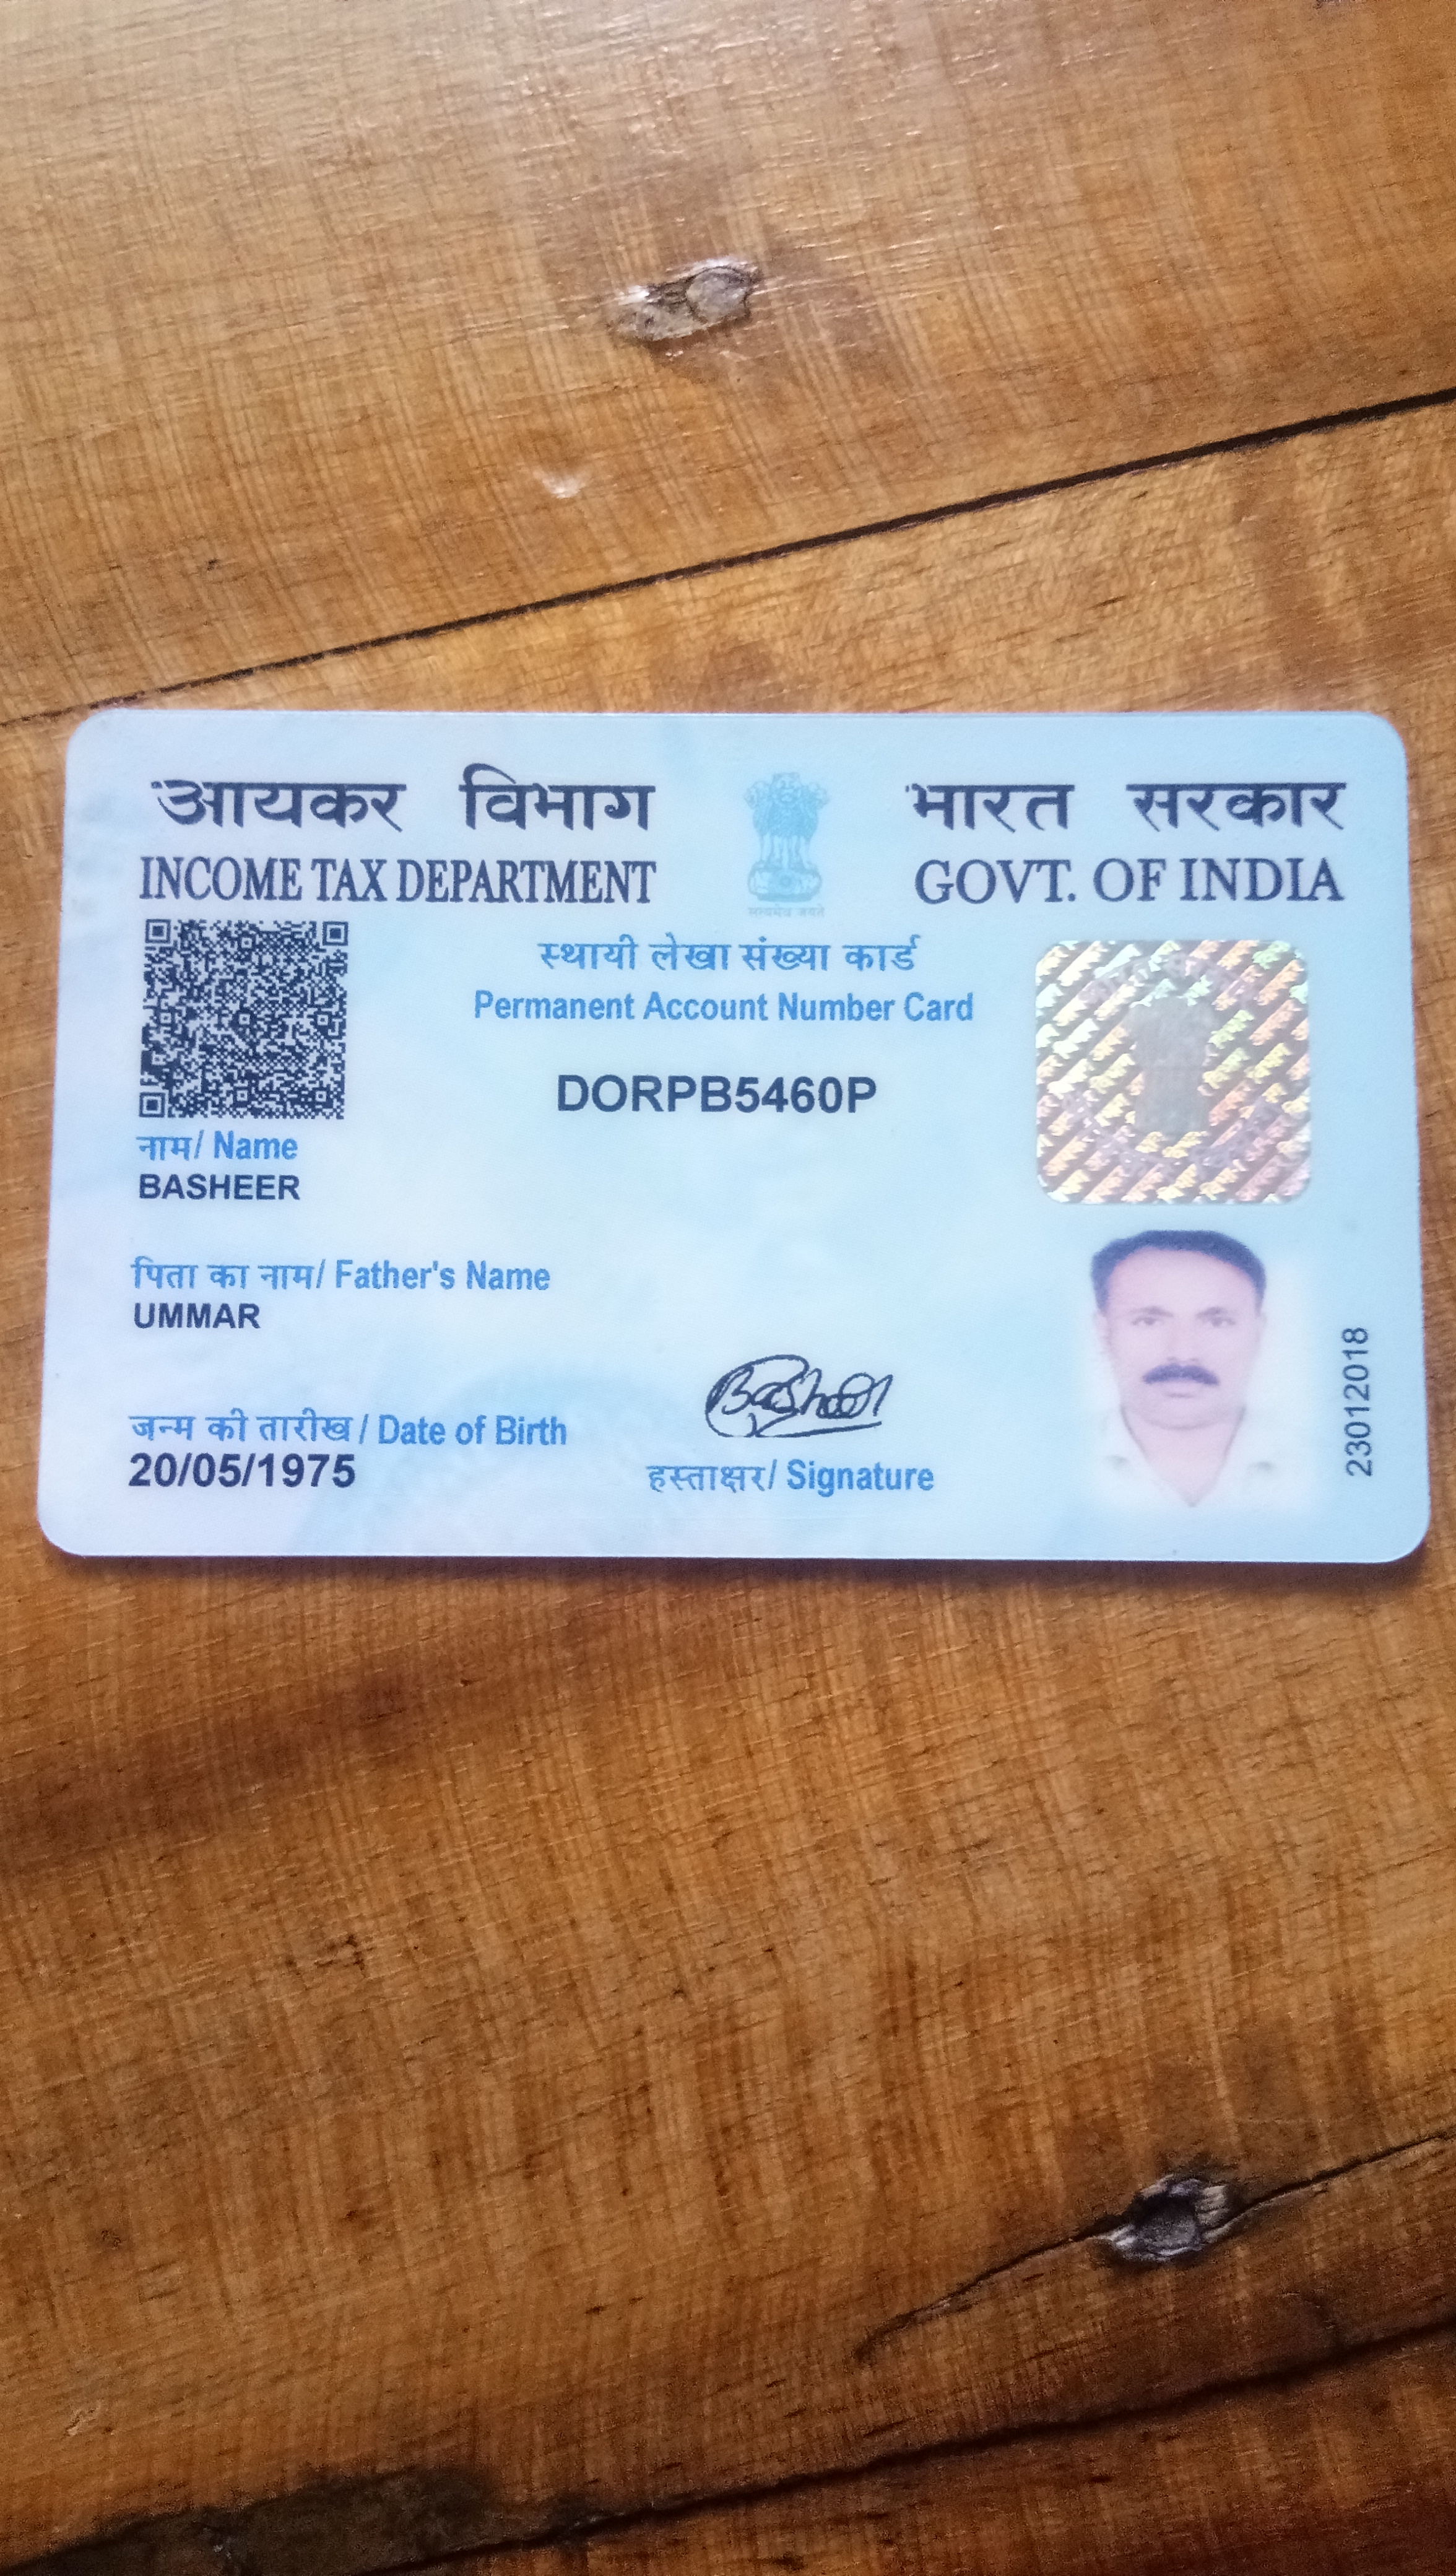 आयकर विभाग
INCOME TAX DEPARTMENT
सत्यमेव जयते
भारत सरकार
GOVT. OF INDIA
स्थायी लेखा संख्या कार्ड
Permanent Account Number Card
DORPB5460P
नाम/ Name
BASHEER
पिता का नाम/ Father's Name
UMMAR
जन्म की तारीख / Date of Birth
20/05/1975
Basheer
हस्ताक्षर/ Signature
23012018